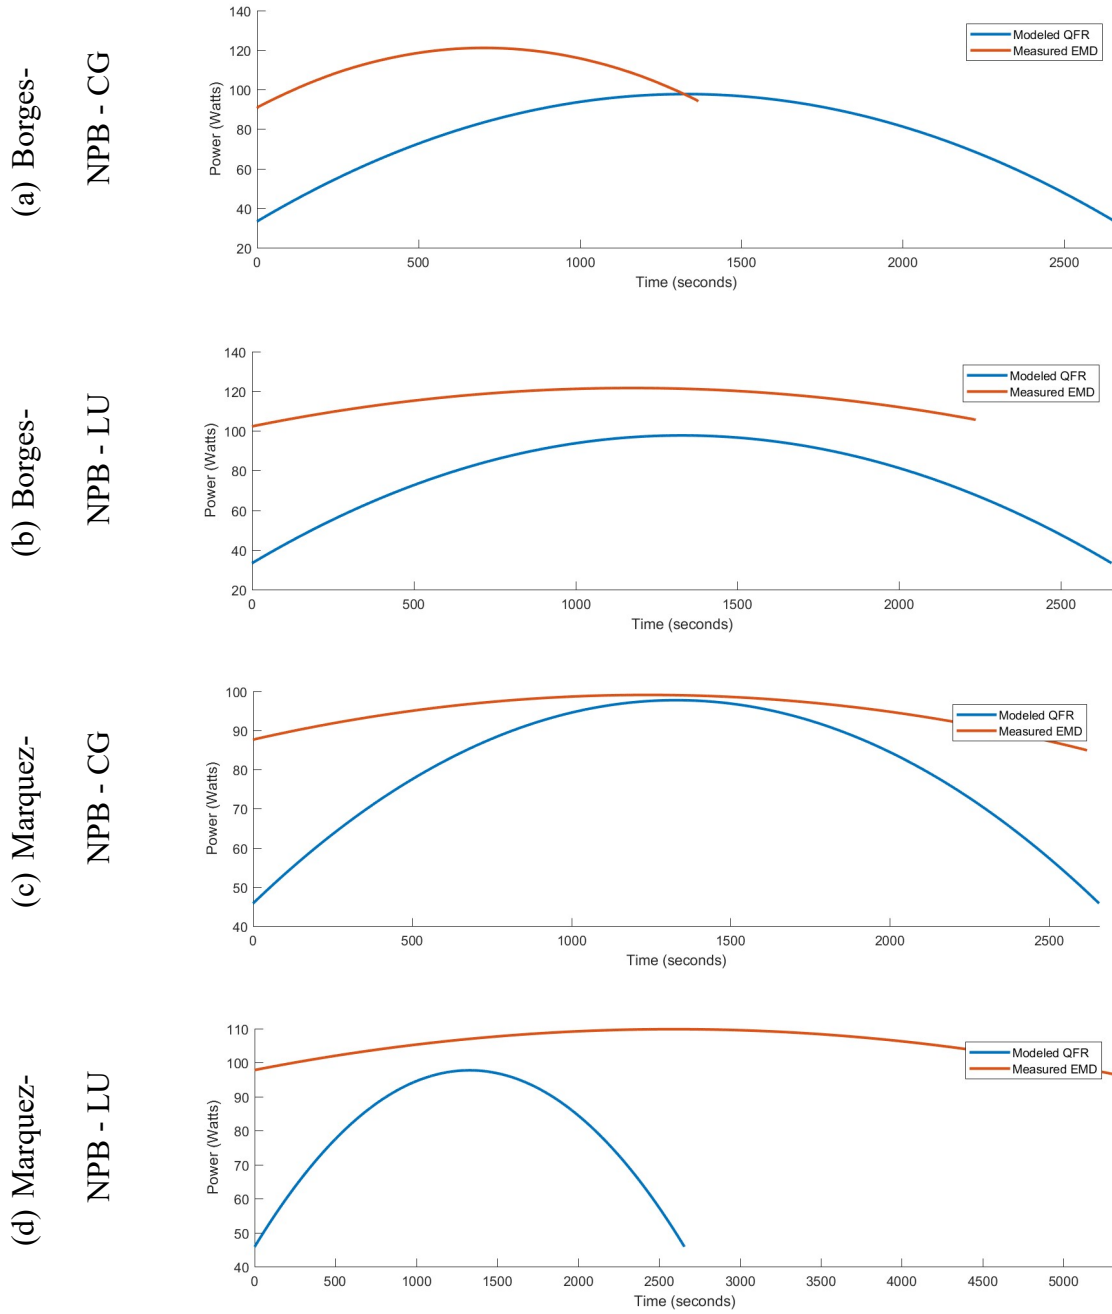 (a) Borges-
NPB - CG
140
120
100
80
60
40
20
Power (Watts)
0
500
1000
1500
2000
2500
Time (seconds)
Modeled QFR
Measured EMD
(b) Borges-
NPB - LU
140
120
100
80
60
40
20
Power (Watts)
0
500
1000
1500
2000
2500
Time (seconds)
Modeled QFR
Measured EMD
(c) Marquez-
NPB - CG
100
90
80
70
60
50
40
Power (Watts)
0
500
1000
1500
2000
2500
Time (seconds)
Modeled QFR
Measured EMD
(d) Marquez-
NPB - LU
110
100
90
80
70
60
50
40
Power (Watts)
0
500
1000
1500
2000
2500
3000
3500
4000
4500
5000
Time (seconds)
Modeled QFR
Measured EMD